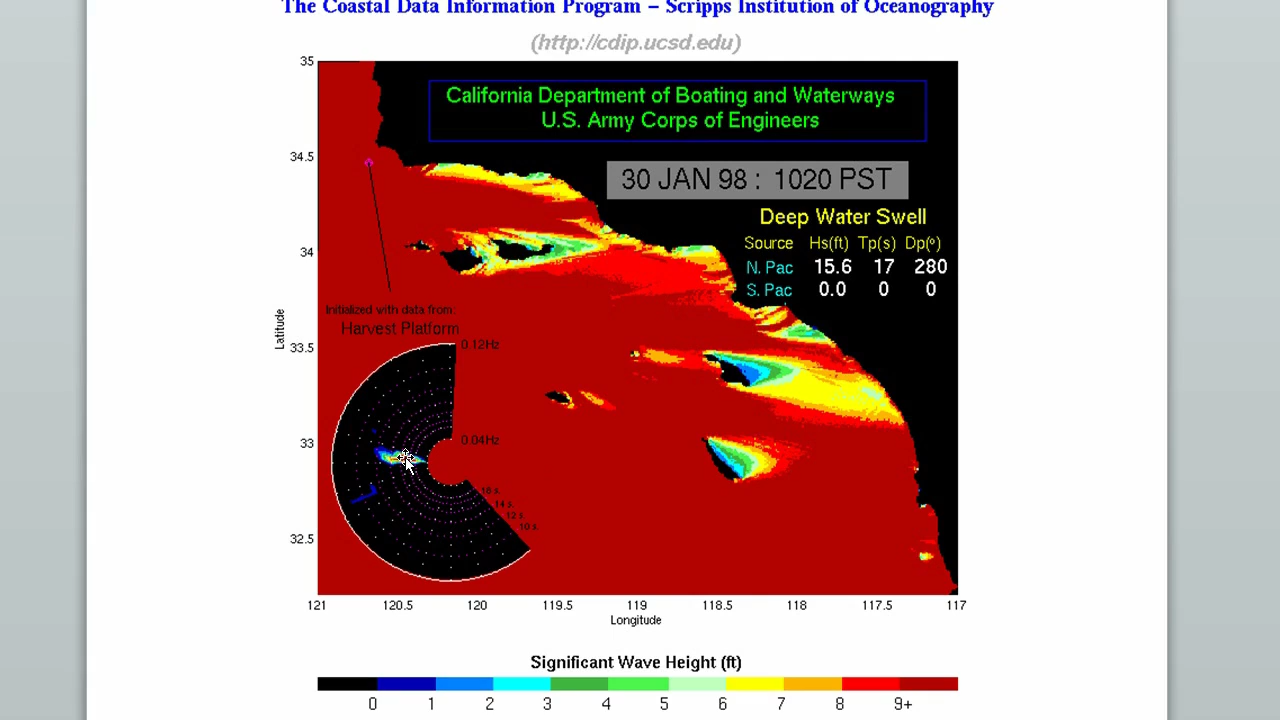 The Coastal Data Information Program – Scripps Institution of Oceanography
(http://cdip.ucsd.edu)
California Department of Boating and Waterways
U.S. Army Corps of Engineers
30 JAN 98 : 1020 PST
Deep Water Swell
Source Hs(ft) Tp(s) Dp(º)
N. Pac 15.6 17 280
S. Pac 0.0 0 0
35
34.5
34
33.5
33
32.5
Latitude
Initialized with data from:
Harvest Platform
0.12Hz
0.04Hz
18 s.
14 s.
12 s.
10 s.
121 120.5 120 119.5 119 118.5 118 117.5 117
Longitude
Significant Wave Height (ft)
0 1 2 3 4 5 6 7 8 9+